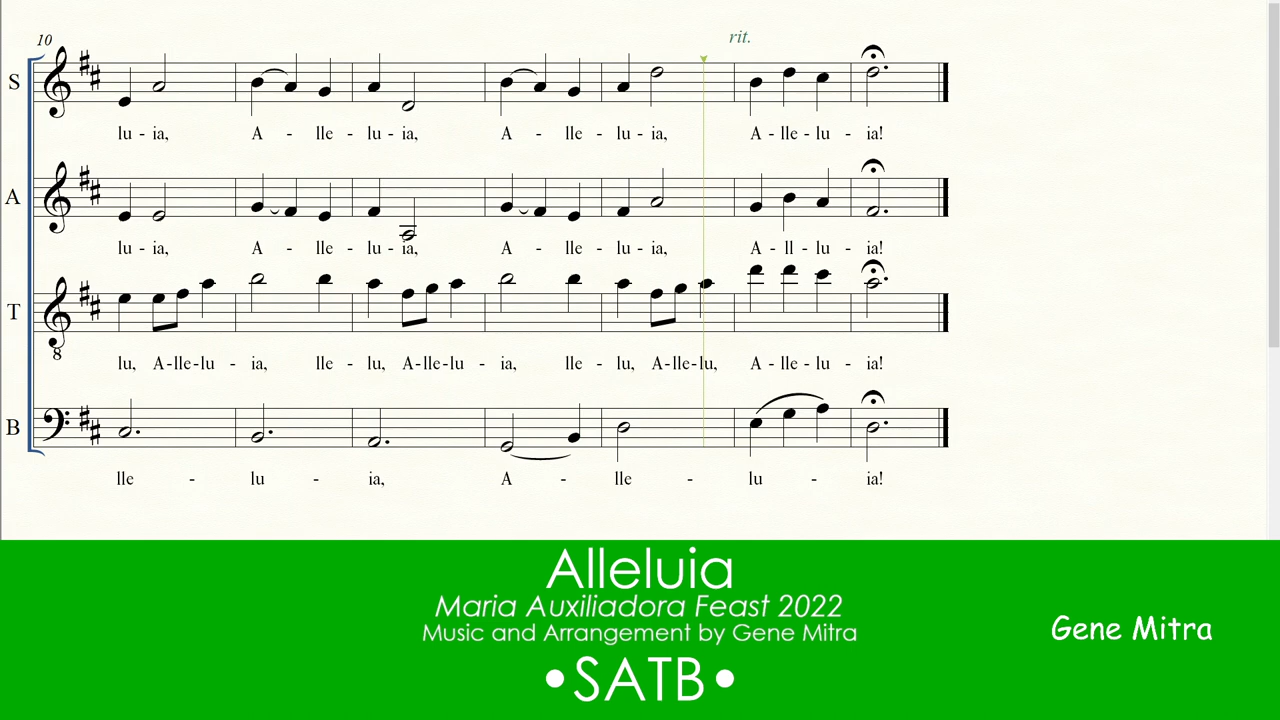 10
rit.
S
lu - ia, A - lle - lu - ia, A - lle - lu - ia, A - lle - lu - ia!
A
lu - ia, A - lle - lu - ia, A - lle - lu - ia, A - ll - lu - ia!
T
8
lu, A-lle-lu - ia, lle - lu, A-lle-lu - ia, lle - lu, A-lle-lu, A - lle - lu - ia!
B
lle - lu - ia, A - lle - lu - ia!
Alleluia
Maria Auxiliadora Feast 2022
Music and Arrangement by Gene Mitra
Gene Mitra
•SATB•